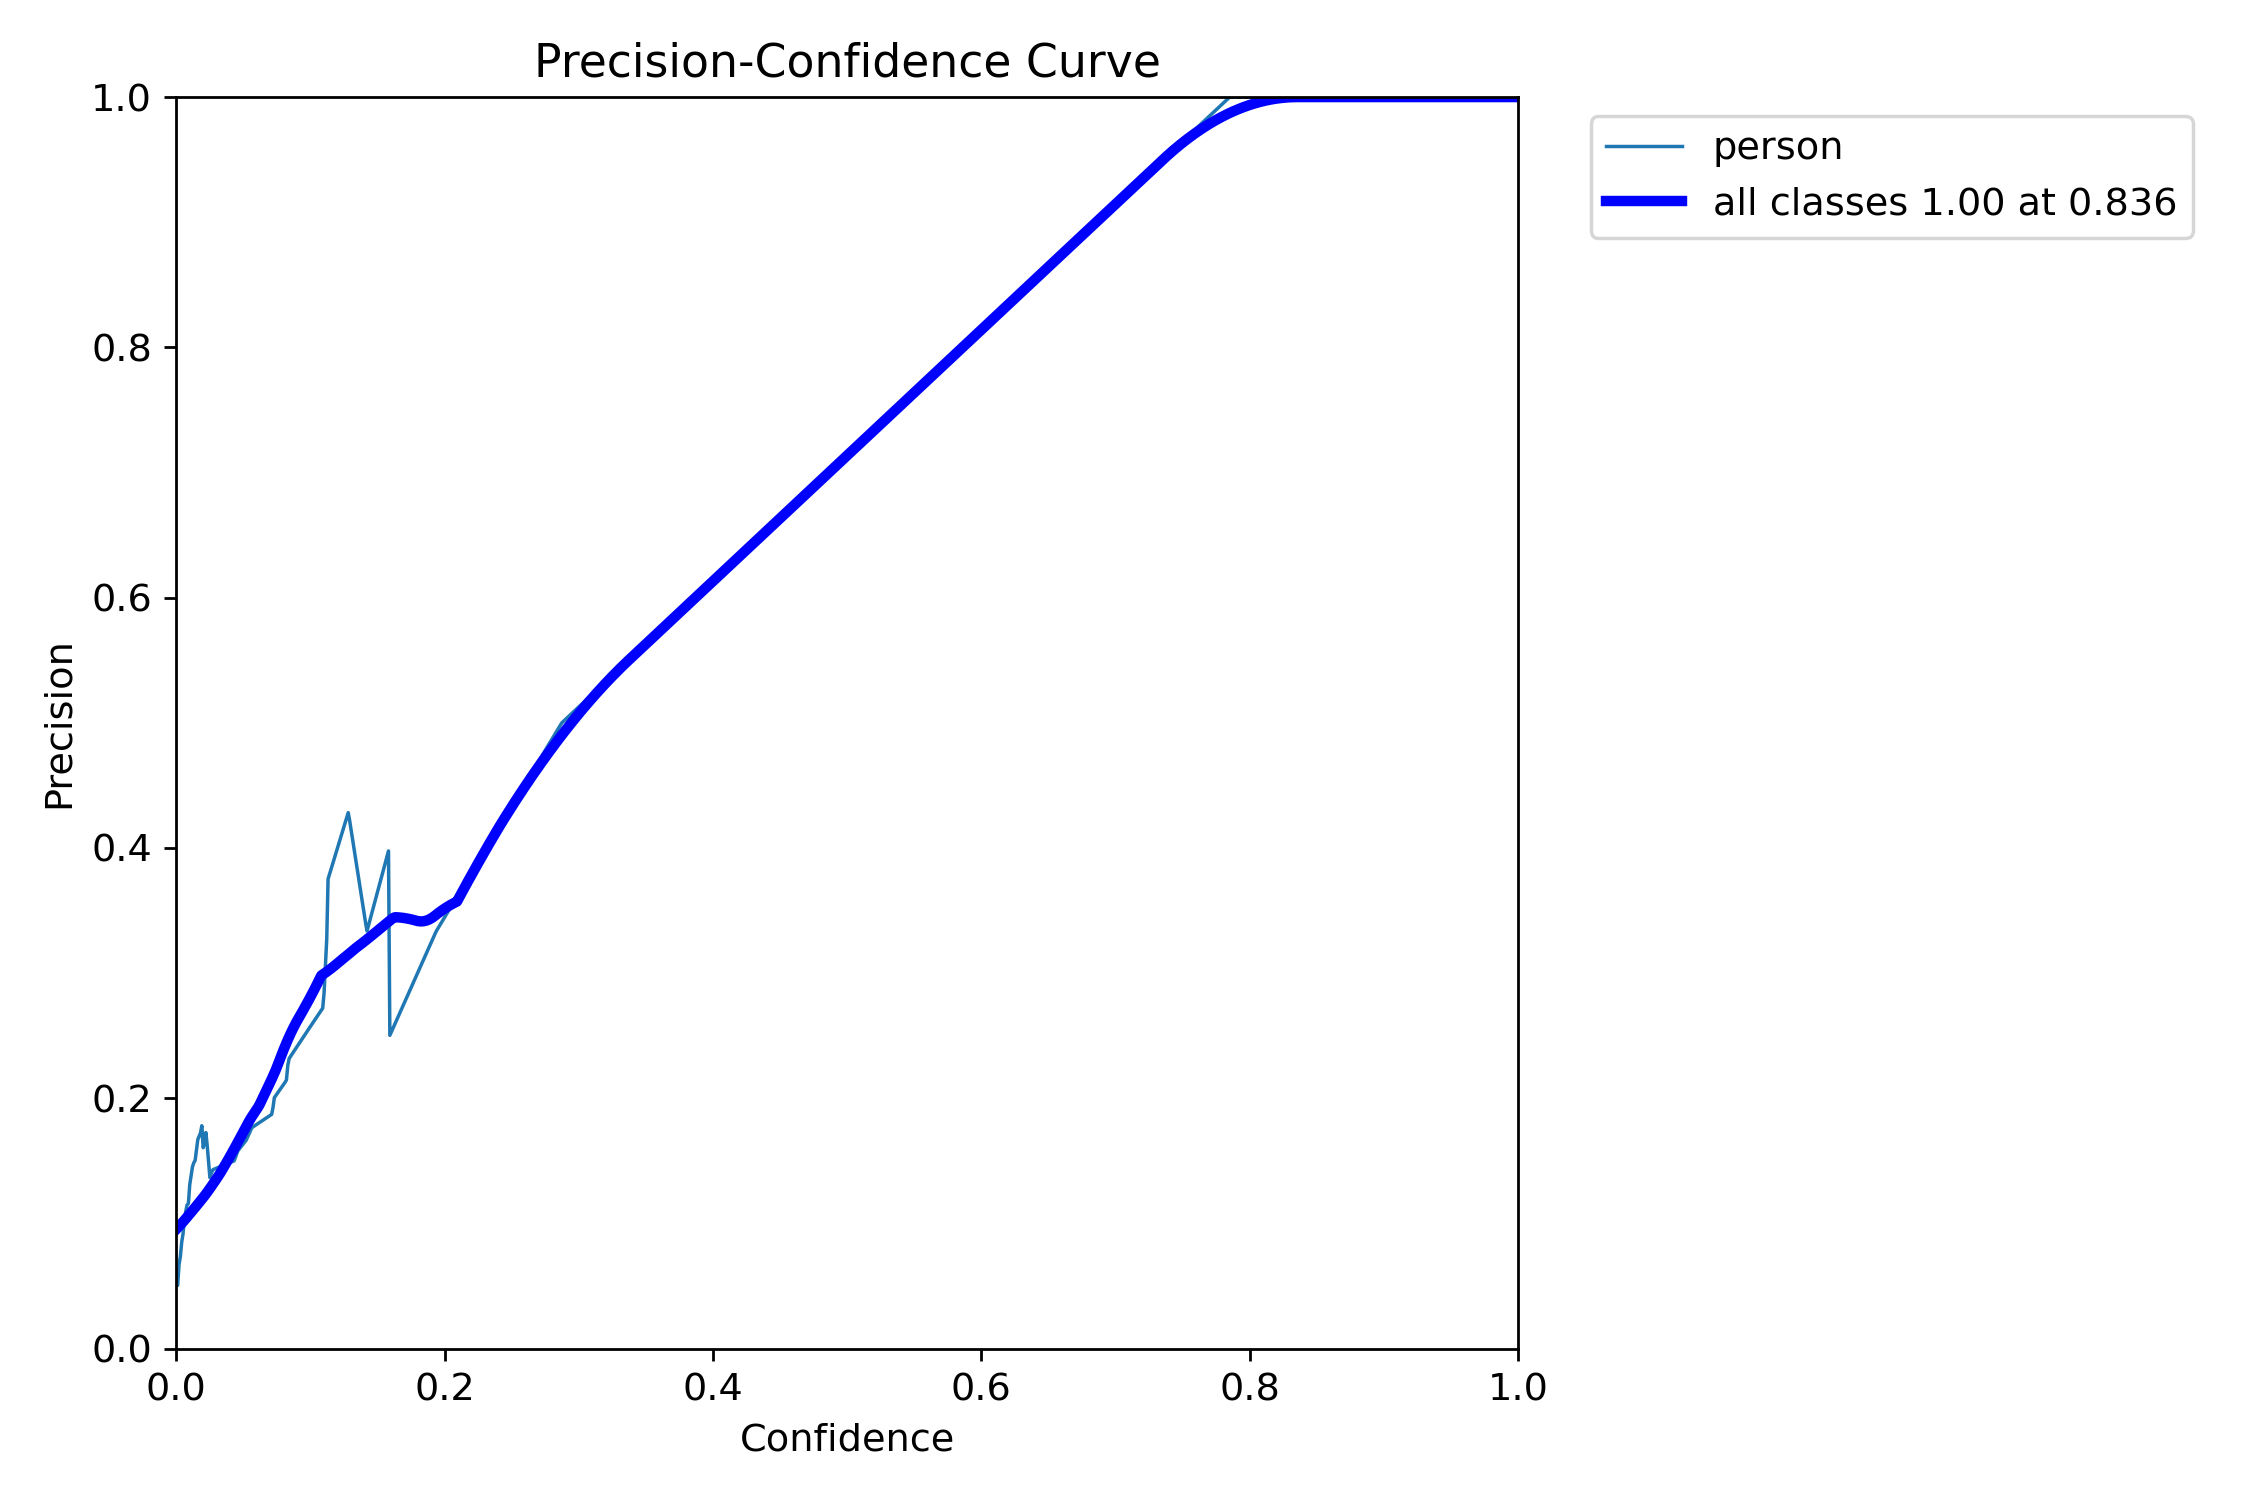 Precision-Confidence Curve
1.0
0.8
0.6
0.4
0.2
0.0
Precision
0.0 0.2 0.4 0.6 0.8 1.0
Confidence
person
all classes 1.00 at 0.836